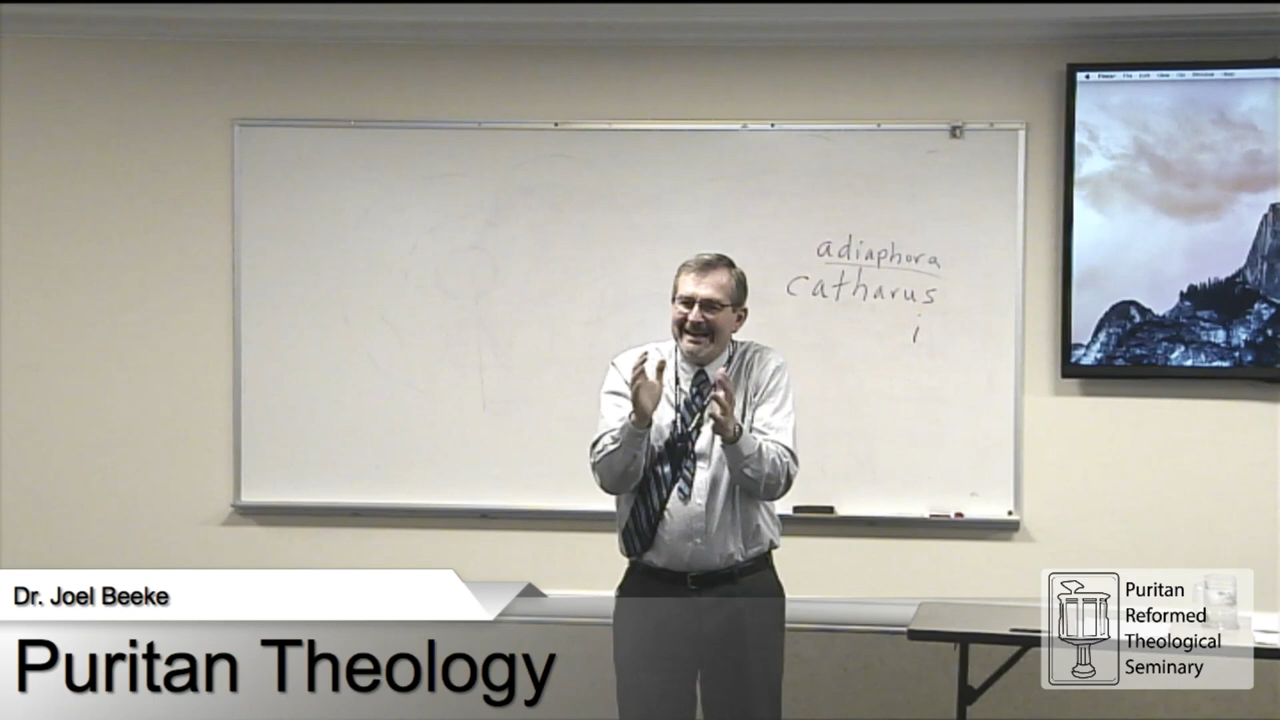 adiaphora
catharus
i
Dr. Joel Beeke
Puritan Theology
Puritan
Reformed
Theological
Seminary